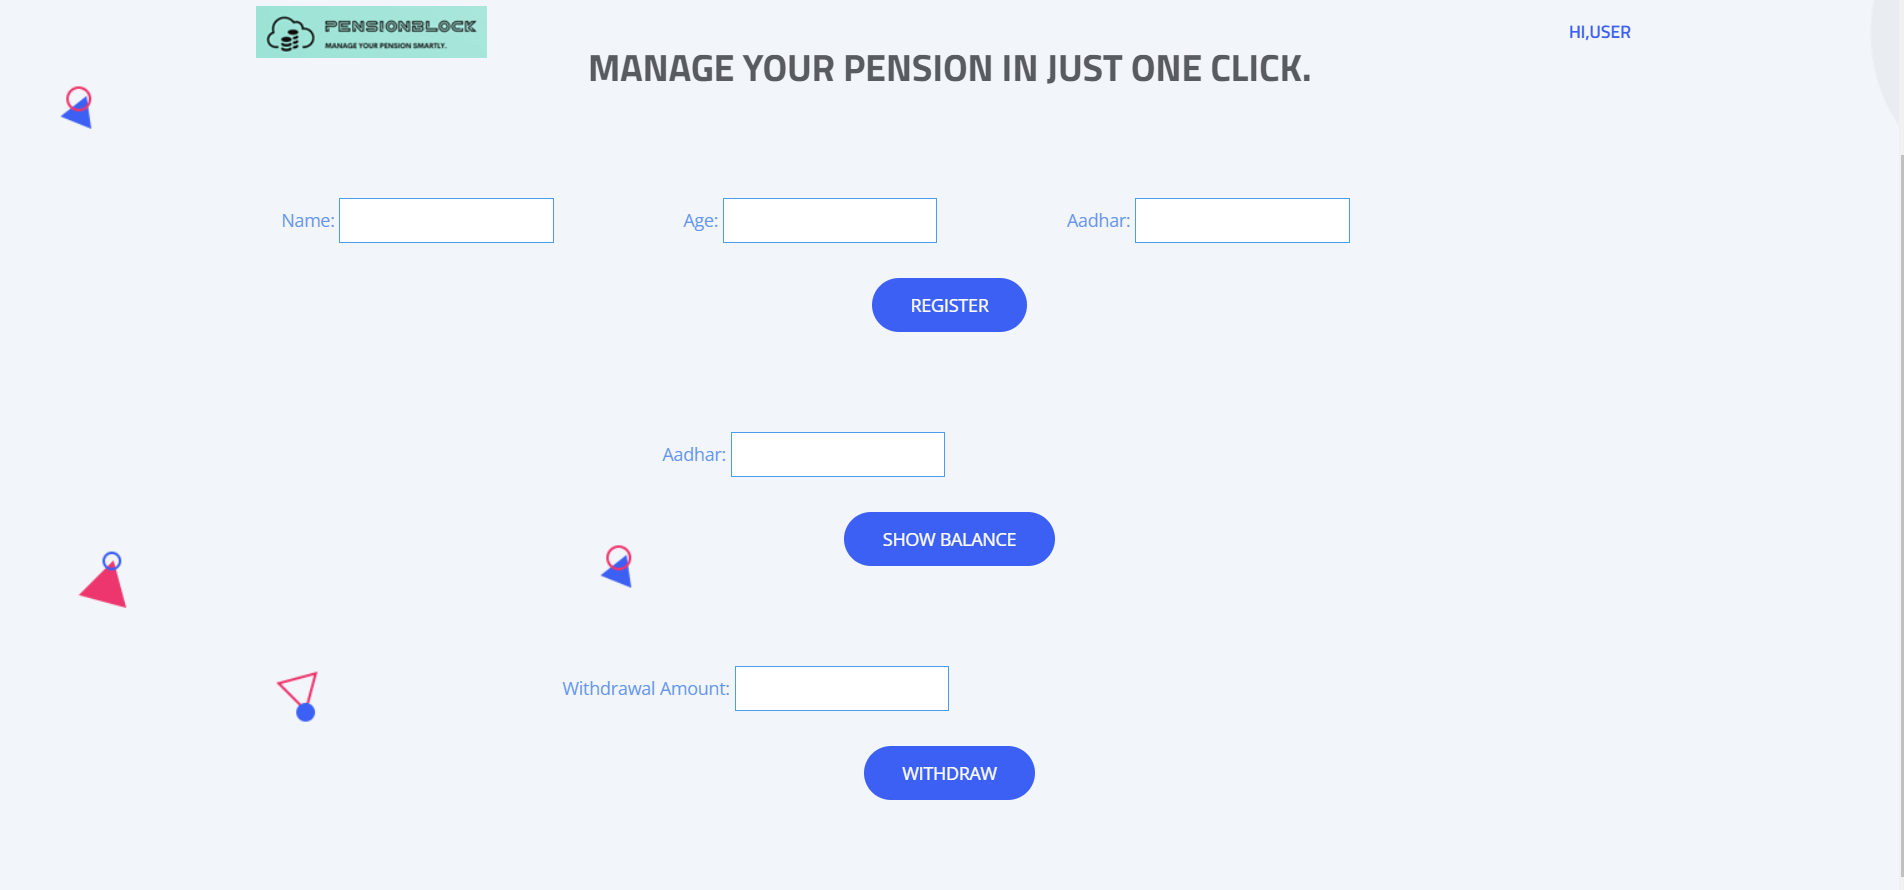 PENSIONBLOCK
MANAGE YOUR PENSION SMARTLY.
HI,USER
MANAGE YOUR PENSION IN JUST ONE CLICK.
Name: Age: Aadhar:
REGISTER
Aadhar:
SHOW BALANCE
Withdrawal Amount:
WITHDRAW